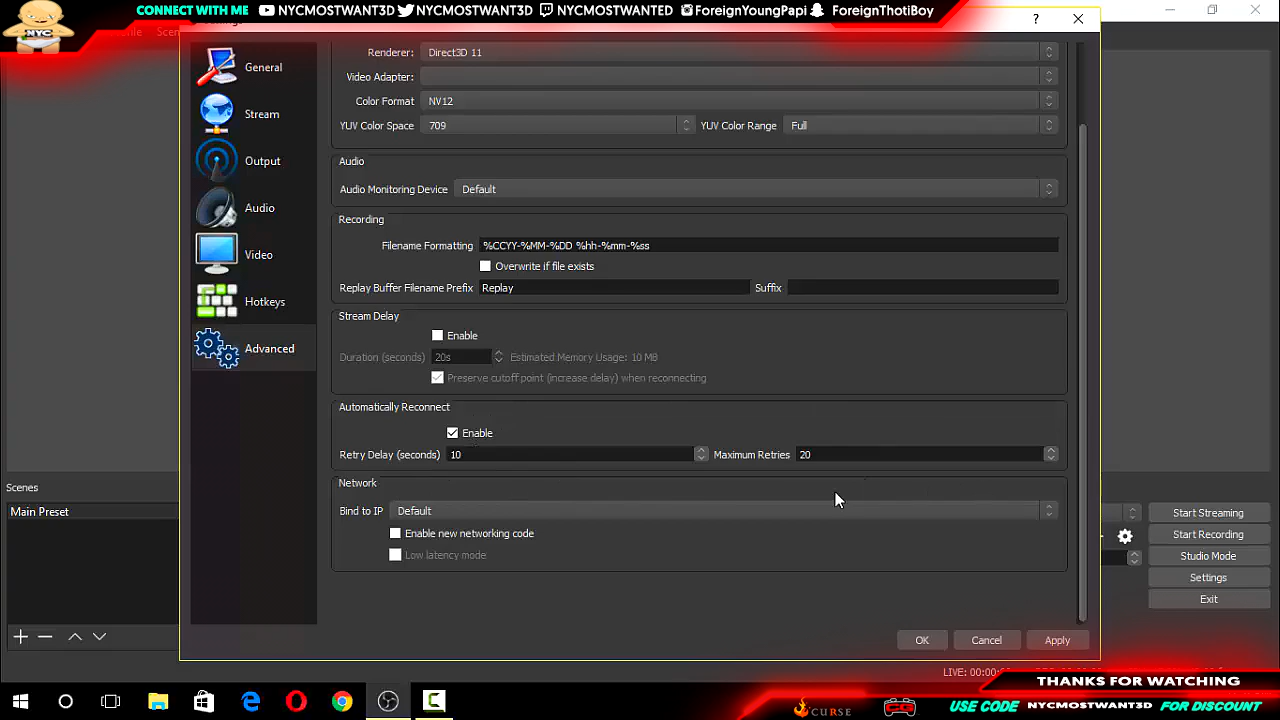 CONNECT WITH ME NYCMOSTWANT3D NYCMOSTWANT3D NYCMOSTWANTED ForeignYoungPapi ForeignThotiBoy
NYC
General
Stream
Output
Audio
Video
Hotkeys
Advanced
Renderer: Direct3D 11
Video Adapter:
Color Format NV12
YUV Color Space 709 YUV Color Range Full
Audio
Audio Monitoring Device Default
Recording
Filename Formatting %CCYY-%MM-%DD %hh-%mm-%ss
Overwrite if file exists
Replay Buffer Filename Prefix Replay Suffix
Stream Delay
Enable
Duration (seconds) 20s Estimated Memory Usage: 10 MB
Preserve cutoff point (increase delay) when reconnecting
Automatically Reconnect
Enable
Retry Delay (seconds) 10 Maximum Retries 20
Network
Bind to IP Default
Enable new networking code
Low latency mode
OK Cancel Apply
Scenes
Main Preset
Start Streaming
Start Recording
Studio Mode
Settings
Exit
THANKS FOR WATCHING
CURSE CG USE CODE NYCMOSTWANT3D FOR DISCOUNT